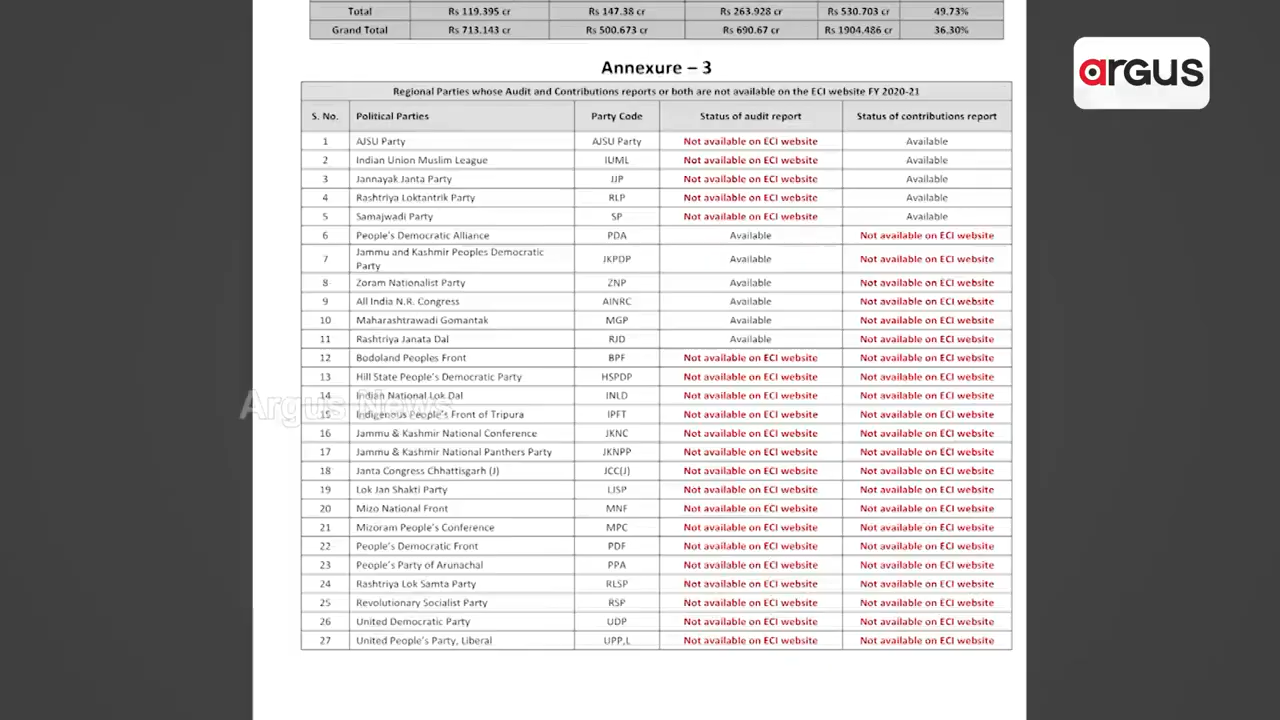 Total Rs 119.395 cr Rs 147.38 cr Rs 263.928 cr Rs 530.703 cr 49.73%
Grand Total Rs 713.143 cr Rs 500.673 cr Rs 690.67 cr Rs 1904.486 cr 36.30%
argus
Annexure – 3
Regional Parties whose Audit and Contributions reports or both are not available on the ECI website FY 2020-21
S. No. Political Parties Party Code Status of audit report Status of contributions report
1 AJSU Party AJSU Party Not available on ECI website Available
2 Indian Union Muslim League IUML Not available on ECI website Available
3 Jannayak Janta Party JJP Not available on ECI website Available
4 Rashtriya Loktantrik Party RLP Not available on ECI website Available
5 Samajwadi Party SP Not available on ECI website Available
6 People's Democratic Alliance PDA Available Not available on ECI website
7 Jammu and Kashmir Peoples Democratic
Party JKPDP Available Not available on ECI website
8 Zoram Nationalist Party ZNP Available Not available on ECI website
9 All India N.R. Congress AINRC Available Not available on ECI website
10 Maharashtrawadi Gomantak MGP Available Not available on ECI website
11 Rashtriya Janata Dal RJD Available Not available on ECI website
12 Bodoland Peoples Front BPF Not available on ECI website Not available on ECI website
13 Hill State People's Democratic Party HSPDP Not available on ECI website Not available on ECI website
14 Indian National Lok Dal INLD Not available on ECI website Not available on ECI website
Argus News
15 Indigenous People's Front of Tripura IPFT Not available on ECI website Not available on ECI website
16 Jammu & Kashmir National Conference JKNC Not available on ECI website Not available on ECI website
17 Jammu & Kashmir National Panthers Party JKNPP Not available on ECI website Not available on ECI website
18 Janta Congress Chhattisgarh (J) JCC(J) Not available on ECI website Not available on ECI website
19 Lok Jan Shakti Party LJSP Not available on ECI website Not available on ECI website
20 Mizo National Front MNF Not available on ECI website Not available on ECI website
21 Mizoram People's Conference MPC Not available on ECI website Not available on ECI website
22 People's Democratic Front PDF Not available on ECI website Not available on ECI website
23 People's Party of Arunachal PPA Not available on ECI website Not available on ECI website
24 Rashtriya Lok Samta Party RLSP Not available on ECI website Not available on ECI website
25 Revolutionary Socialist Party RSP Not available on ECI website Not available on ECI website
26 United Democratic Party UDP Not available on ECI website Not available on ECI website
27 United People's Party, Liberal UPP,L Not available on ECI website Not available on ECI website